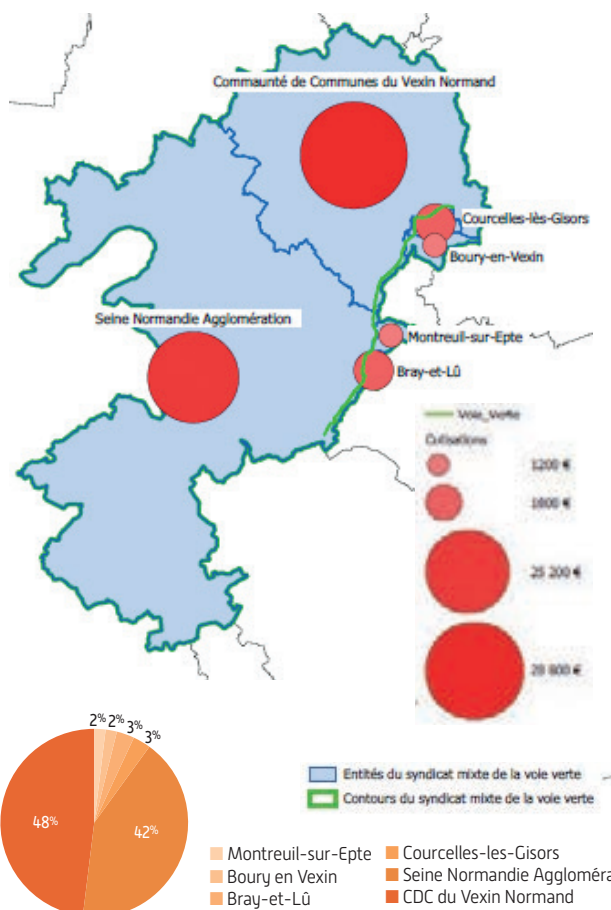 Commaunté de Communes du Vexin Normand
Courcelles-lès-Gisors
Boury-en-Vexin
Seine Normandie Agglomération
Montreuil-sur-Epte
Bray-et-Lû
Voie_Verte
Cotisations
1200 €
1800 €
25 200 €
28 800 €
2% 2% 3% 3%
48%
42%
Entités du syndicat mixte de la voie verte
Contours du syndicat mixte de la voie verte
Montreuil-sur-Epte
Boury en Vexin
Bray-et-Lû
Courcelles-les-Gisors
Seine Normandie Aggloméra
CDC du Vexin Normand